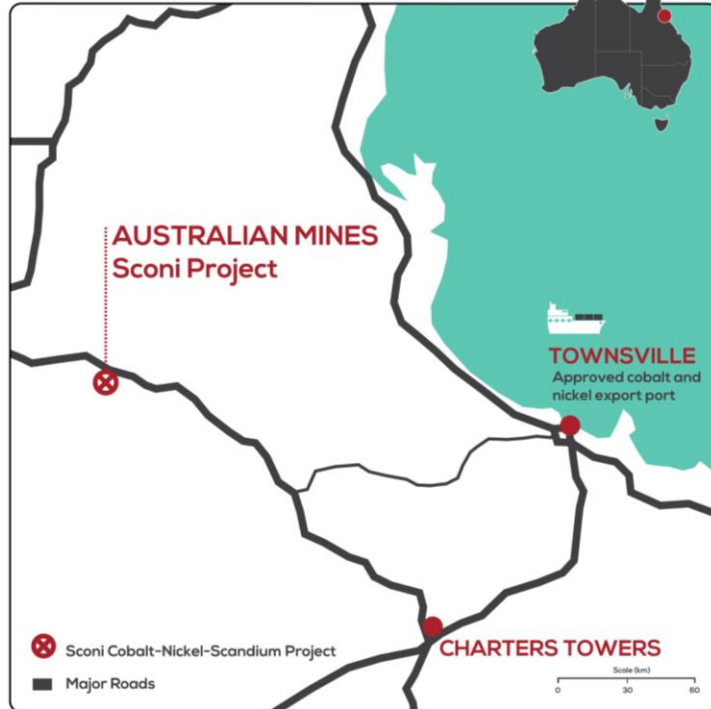 AUSTRALIAN MINES
Sconi Project
TOWNSVILLE
Approved cobalt and
nickel export port
CHARTERS TOWERS
Sconi Cobalt-Nickel-Scandium Project
Major Roads
Scale (km)
0 30 60